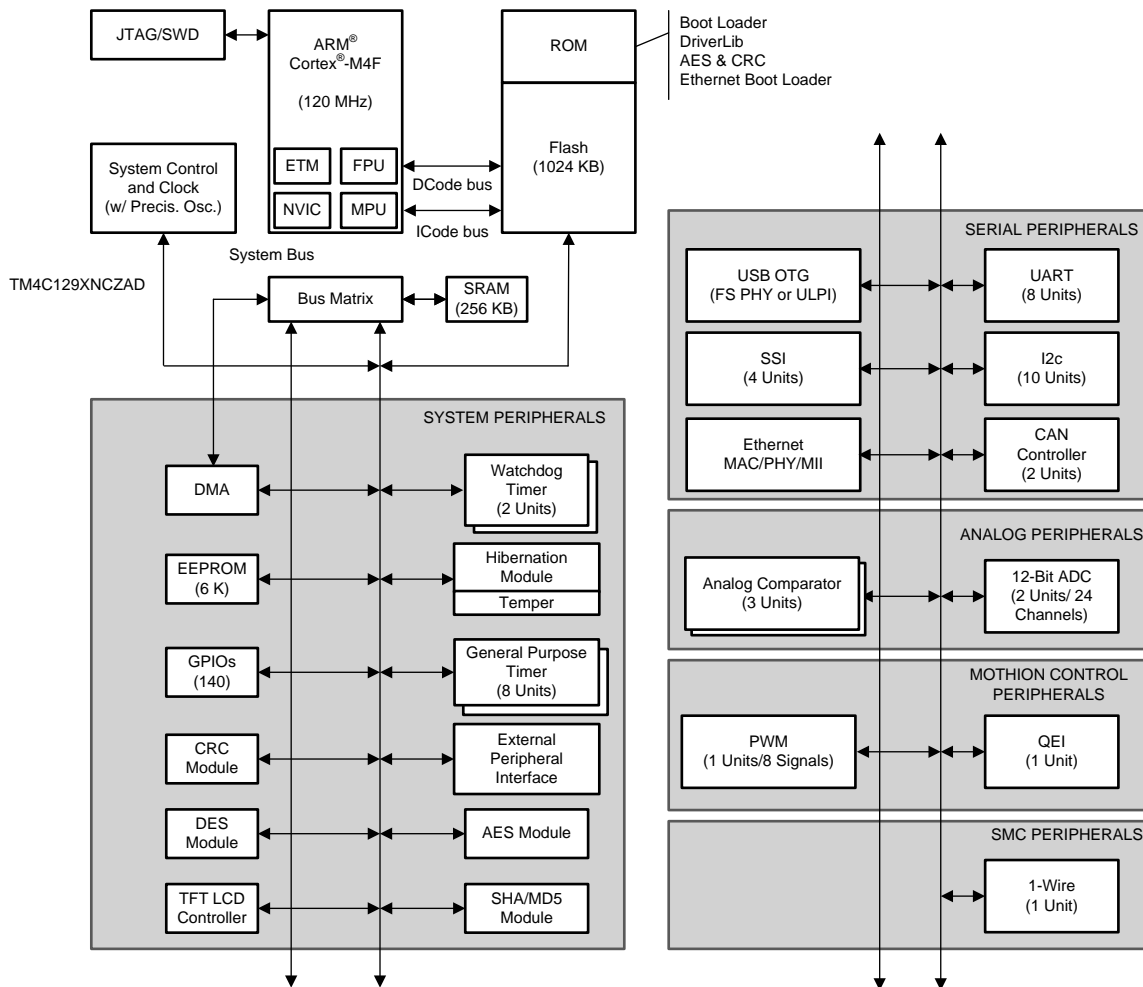 JTAG/SWD
ARM®
Cortex®-M4F
(120 MHz)
ETM
FPU
NVIC
MPU
ROM
Flash
(1024 KB)
Boot Loader
DriverLib
AES & CRC
Ethernet Boot Loader
DCode bus
ICode bus
System Control
and Clock
(w/ Precis. Osc.)
System Bus
TM4C129XNCZAD
Bus Matrix
SRAM
(256 KB)
SYSTEM PERIPHERALS
DMA
Watchdog
Timer
(2 Units)
EEPROM
(6 K)
Hibernation
Module
Temper
GPIOs
(140)
General Purpose
Timer
(8 Units)
CRC
Module
External
Peripheral
Interface
DES
Module
AES Module
TFT LCD
Controller
SHA/MD5
Module
SERIAL PERIPHERALS
USB OTG
(FS PHY or ULPI)
UART
(8 Units)
SSI
(4 Units)
I2c
(10 Units)
Ethernet
MAC/PHY/MII
CAN
Controller
(2 Units)
ANALOG PERIPHERALS
Analog Comparator
(3 Units)
12-Bit ADC
(2 Units/ 24
Channels)
MOTHION CONTROL
PERIPHERALS
PWM
(1 Units/8 Signals)
QEI
(1 Unit)
SMC PERIPHERALS
1-Wire
(1 Unit)